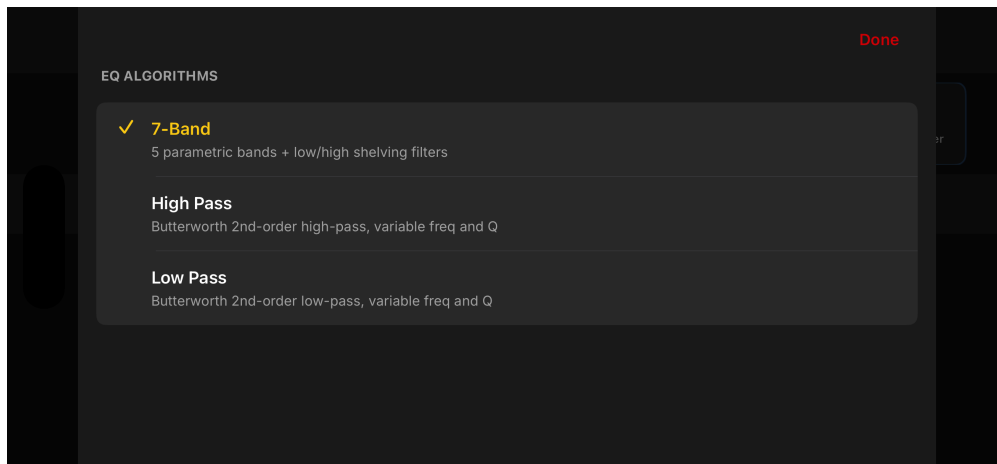 Done
EQ ALGORITHMS
7-Band
5 parametric bands + low/high shelving filters
High Pass
Butterworth 2nd-order high-pass, variable freq and Q
Low Pass
Butterworth 2nd-order low-pass, variable freq and Q